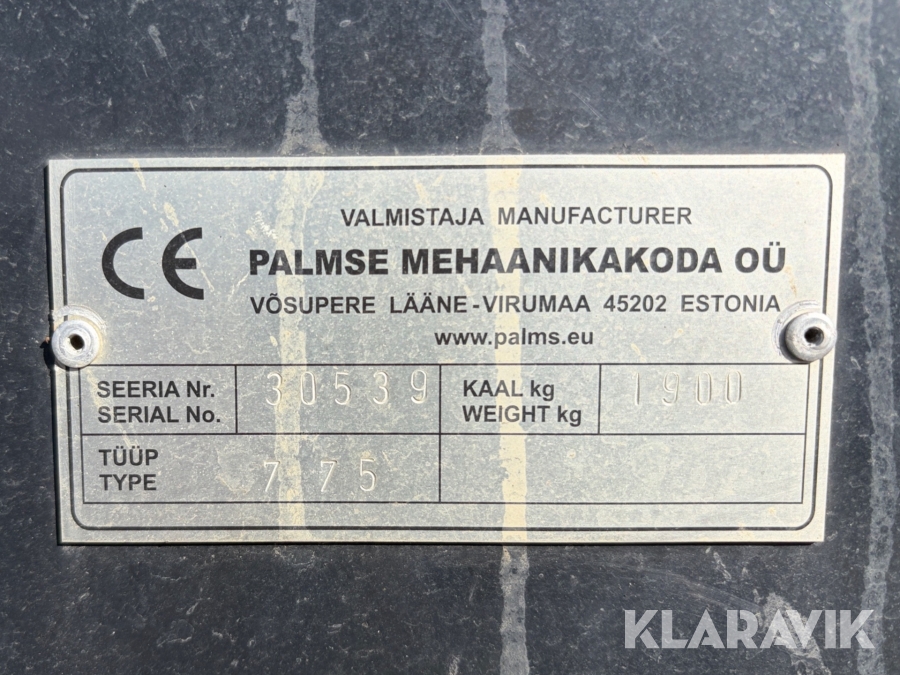 VALMISTAJA MANUFACTURER
CE PALMSE MEHAANIKAKODA OÜ
VÕSUPERE LÄÄNE-VIRUMAA 45202 ESTONIA
www.palms.eu
SEERIA Nr. 30539 KAAL kg 1900
SERIAL No. WEIGHT kg
TÜÜP 775
TYPE
KLARAVIK